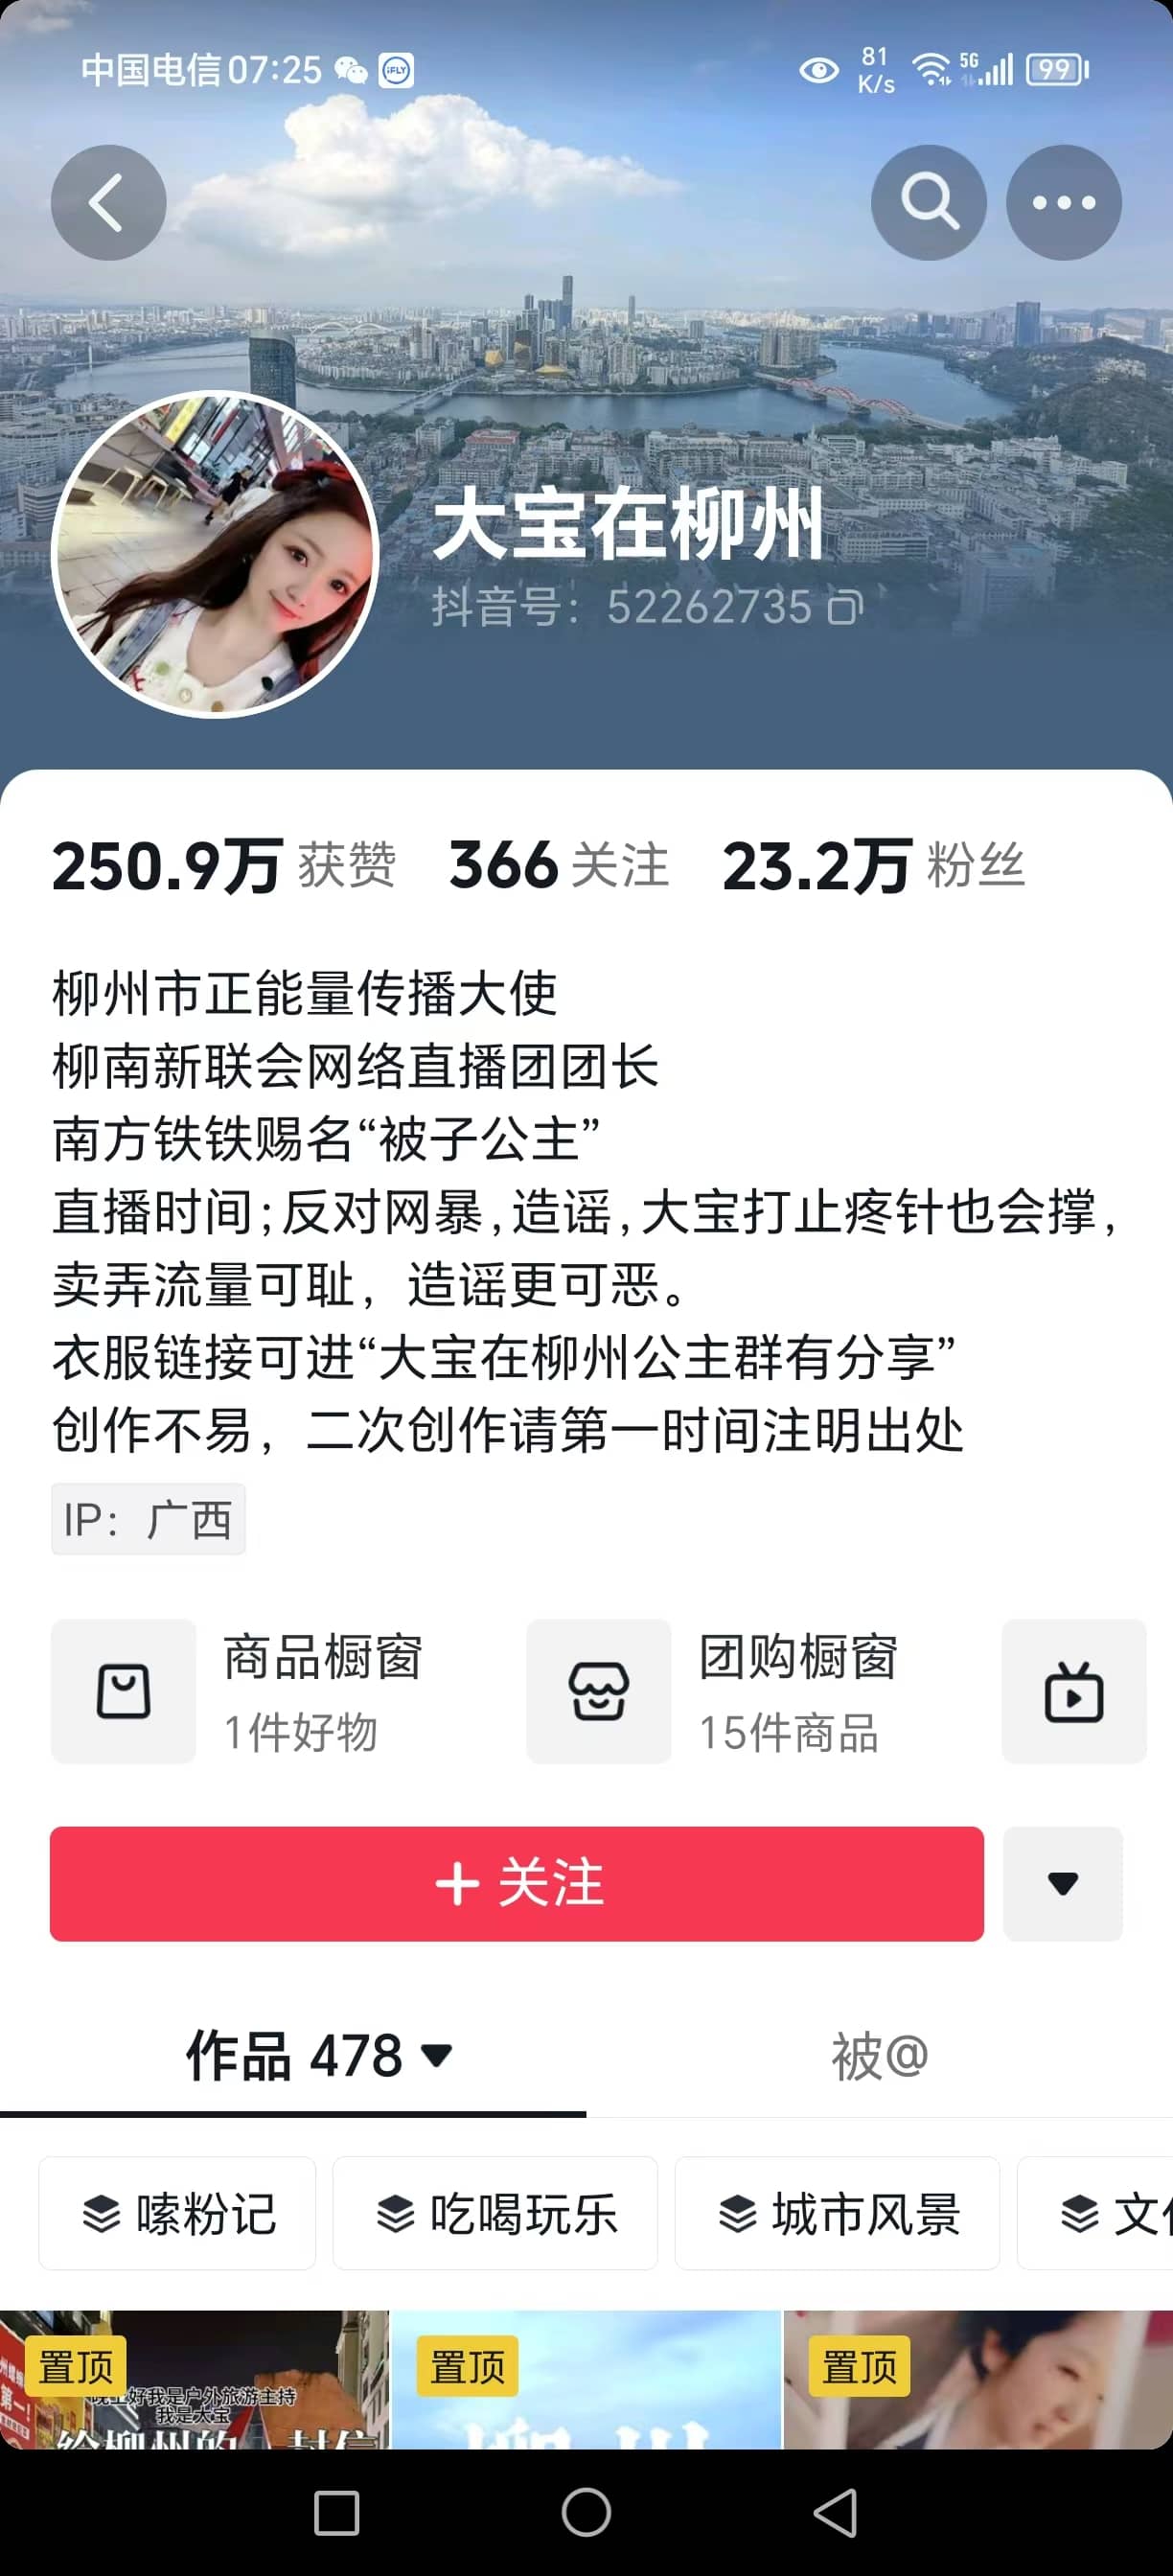 中国电信 07:25 iFLY 81 K/s 5G 99
大宝在柳州
抖音号：52262735
250.9万 获赞 366 关注 23.2万 粉丝
柳州市正能量传播大使
柳南新联会网络直播团团长
南方铁铁赐名“被子公主”
直播时间;反对网暴,造谣,大宝打止疼针也会撑,
卖弄流量可耻，造谣更可恶。
衣服链接可进“大宝在柳州公主群有分享”
创作不易，二次创作请第一时间注明出处
IP：广西
商品橱窗 团购橱窗
1件好物 15件商品
+ 关注
作品 478 被@
嗦粉记 吃喝玩乐 城市风景
置顶 置顶 置顶
晚上好我是户外旅游主持
我是大宝